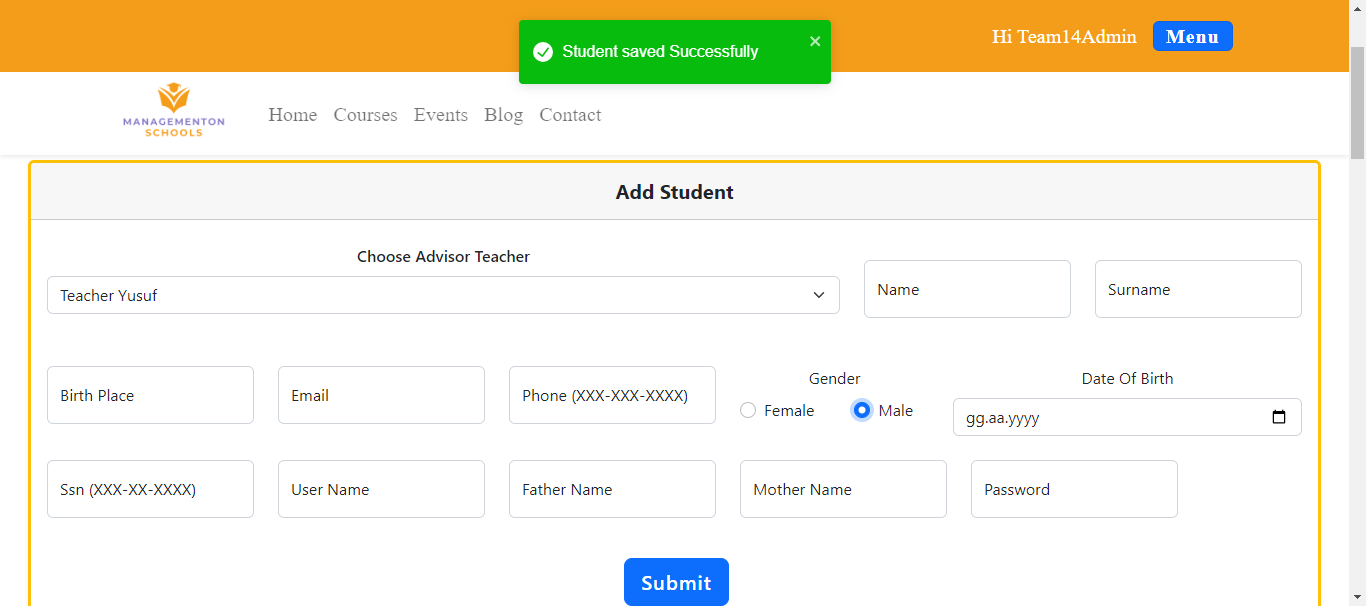 Student saved Successfully
Hi Team14Admin
Menu
MANAGEMENTON
SCHOOLS
Home Courses Events Blog Contact
Add Student
Choose Advisor Teacher
Teacher Yusuf
Name
Surname
Birth Place
Email
Phone (XXX-XXX-XXXX)
Gender
Female
Male
Date Of Birth
gg.aa.yyyy
Ssn (XXX-XX-XXXX)
User Name
Father Name
Mother Name
Password
Submit